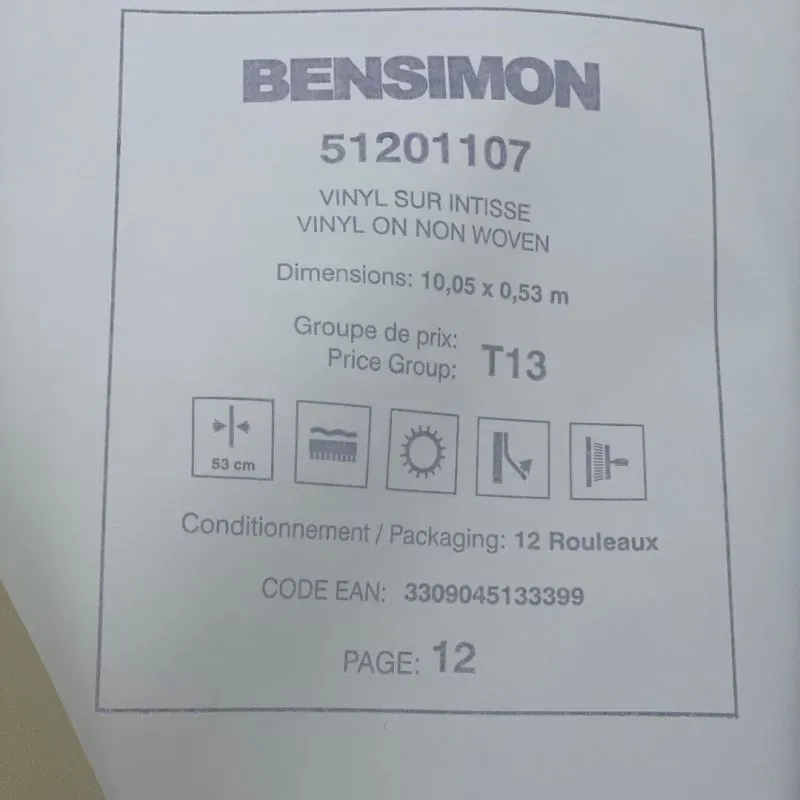 BENSIMON
51201107
VINYL SUR INTISSE
VINYL ON NON WOVEN
Dimensions: 10,05 x 0,53 m
Groupe de prix:
Price Group: T13
53 cm
Conditionnement / Packaging: 12 Rouleaux
CODE EAN: 3309045133399
PAGE: 12